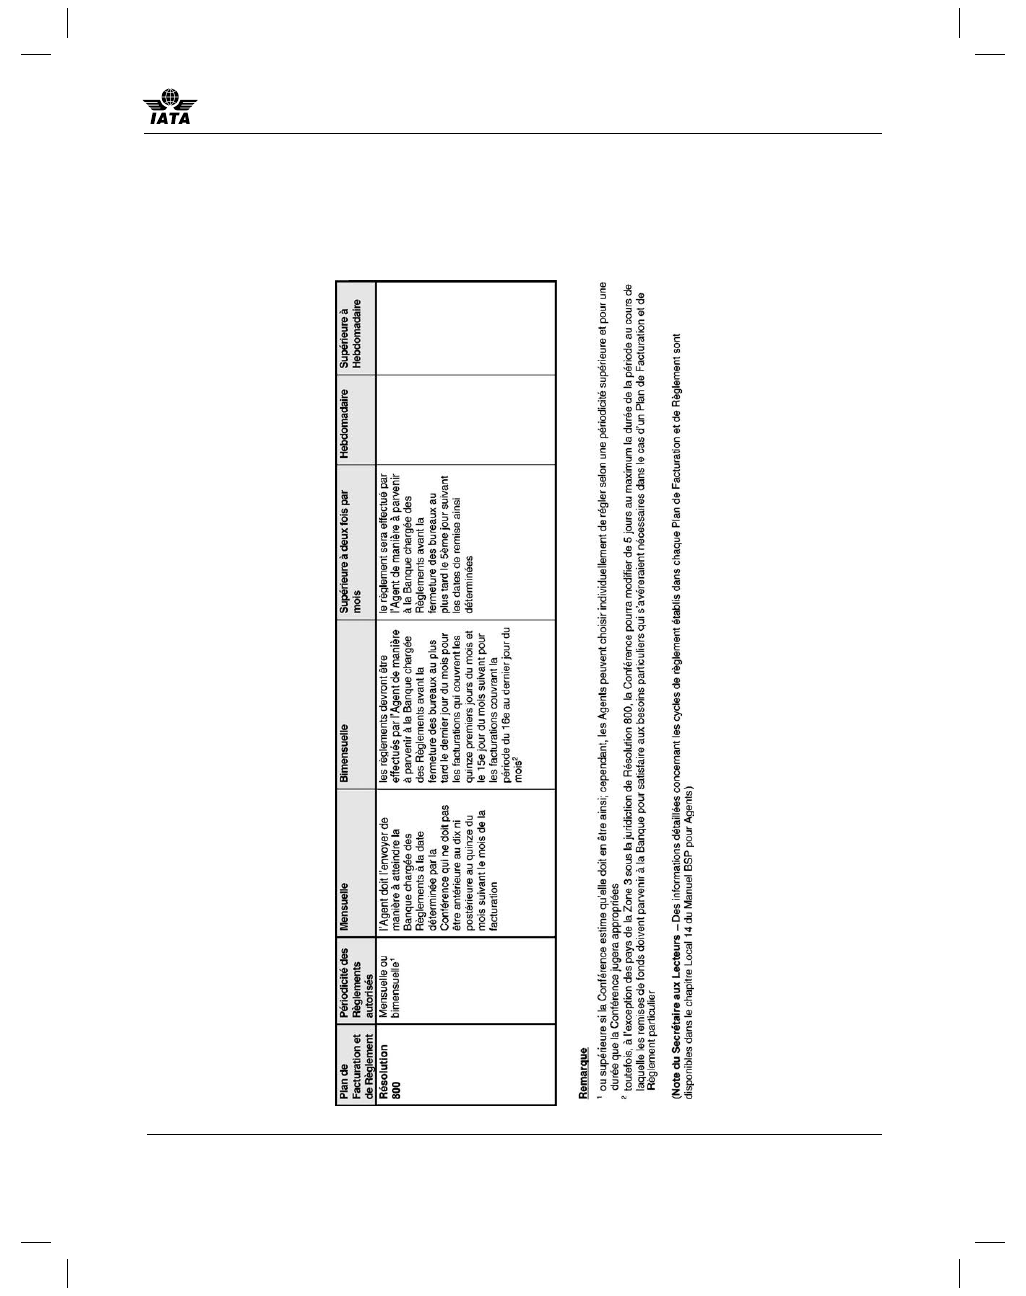 IATA
Plan de
Facturation et
de Règlement
Périodicité des
Règlements
autorisés
Mensuelle
Bimensuelle
Supérieure à deux fois par
mois
Hebdomadaire
Supérieure à
Hebdomadaire
Résolution
800
Mensuelle ou
bimensuelle¹
l'Agent doit l'envoyer de
manière à atteindre la
Banque chargée des
Règlements à la date
déterminée par la
Conférence qui ne doit pas
être antérieure au dix ni
postérieure au quinze du
mois suivant le mois de la
facturation
les règlements devront être
effectués par l'Agent de manière
à parvenir à la Banque chargée
des Règlements avant la
fermeture des bureaux au plus
tard le dernier jour du mois pour
les facturations qui couvrent les
quinze premiers jours du mois et
le 15e jour du mois suivant pour
les facturations couvrant la
période du 16e au dernier jour du
mois²
le règlement sera effectué par
l'Agent de manière à parvenir
à la Banque chargée des
Règlements avant la
fermeture des bureaux au
plus tard le 5ème jour suivant
les dates de remise ainsi
déterminées
Remarque
¹ ou supérieure si la Conférence estime qu'elle doit en être ainsi; cependant, les Agents peuvent choisir individuellement de régler selon une périodicité supérieure et pour une
durée que la Conférence jugera appropriées
² toutefois, à l'exception des pays de la Zone 3 sous la juridiction de Résolution 800, la Conférence pourra modifier de 5 jours au maximum la durée de la période au cours de
laquelle les remises de fonds doivent parvenir à la Banque pour satisfaire aux besoins particuliers qui s'avéreraient nécessaires dans le cas d'un Plan de Facturation et de
Règlement particulier
(Note du Secrétaire aux Lecteurs – Des informations détaillées concernant les cycles de règlement établis dans chaque Plan de Facturation et de Règlement sont
disponibles dans le chapitre Local 14 du Manuel BSP pour Agents)